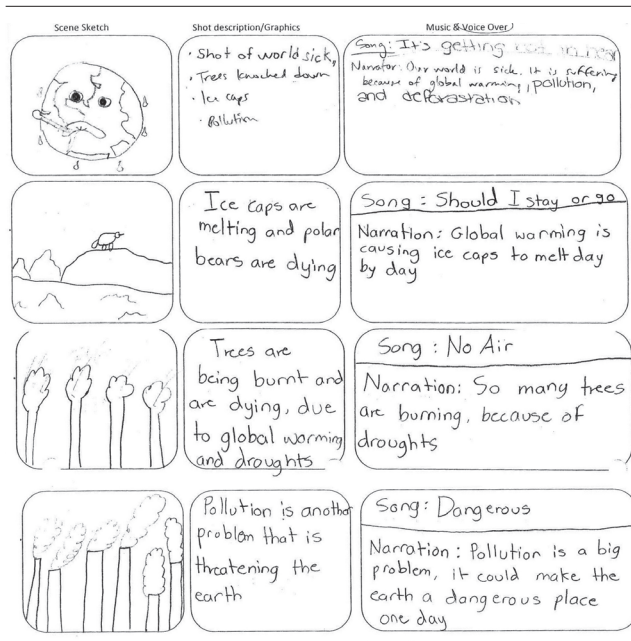 Scene Sketch
Shot description/Graphics
Music & Voice Over
• Shot of world sick,
• Trees knocked down
• Ice caps
• Pollution
Song: It's getting hot in hear
Narrator: Our world is sick. It is suffering
because of global warming, pollution,
and deforastation
Ice caps are
melting and polar
bears are dying
Song: Should I stay or go
Narration: Global warming is
causing ice caps to melt day
by day
Trees are
being burnt and
are dying, due
to global warming
and droughts
Song: No Air
Narration: So many trees
are burning, because of
droughts
Pollution is another
problem that is
threatening the
earth
Song: Dangerous
Narration: Pollution is a big
problem, it could make the
earth a dangerous place
one day